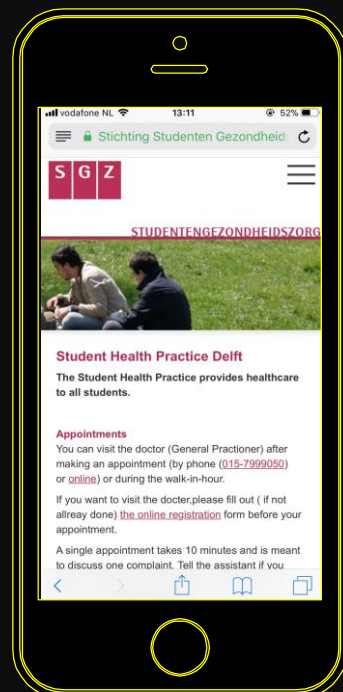 vodafone NL 13:11 52%
Stichting Studenten Gezondheid
S G Z
STUDENTENGEZONDHEIDSZORG
Student Health Practice Delft
The Student Health Practice provides healthcare
to all students.
Appointments
You can visit the doctor (General Practioner) after
making an appointment (by phone (015-7999050)
or online) or during the walk-in-hour.
If you want to visit the docter,please fill out ( if not
allready done) the online registration form before your
appointment.
A single appointment takes 10 minutes and is meant
to discuss one complaint. Tell the assistant if you